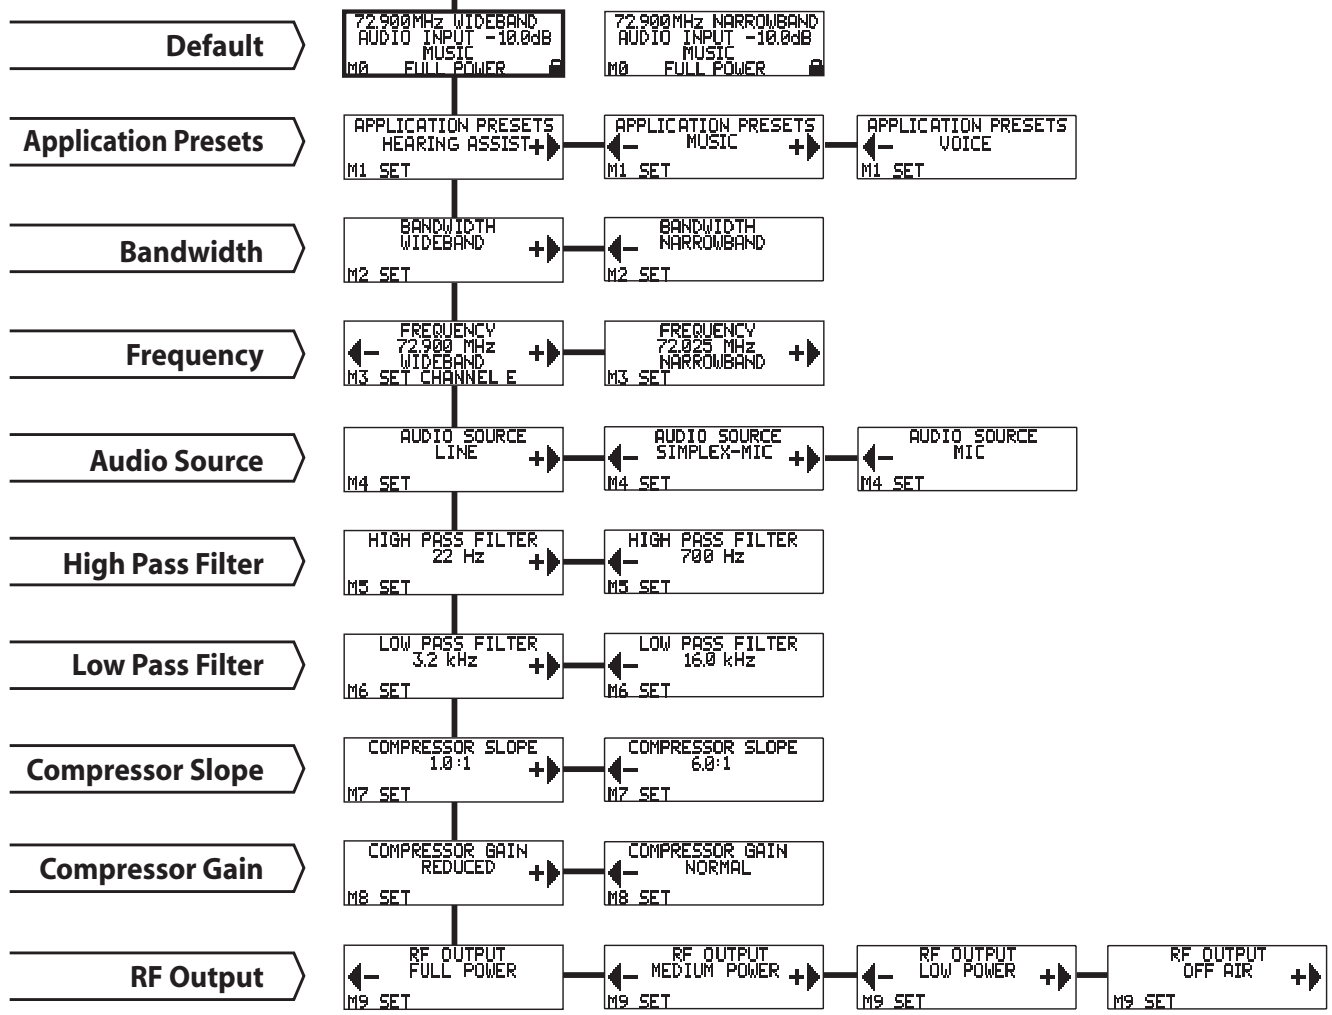 Default
72.900MHz WIDEBAND
AUDIO INPUT -10.0dB
MUSIC
M0 FULL POWER
72.900MHz NARROWBAND
AUDIO INPUT -10.0dB
MUSIC
M0 FULL POWER
Application Presets
APPLICATION PRESETS
HEARING ASSIST+
M1 SET
APPLICATION PRESETS
MUSIC
- +
M1 SET
APPLICATION PRESETS
VOICE
-
M1 SET
Bandwidth
BANDWIDTH
WIDEBAND +
M2 SET
BANDWIDTH
- NARROWBAND
M2 SET
Frequency
FREQUENCY
- 72.900 MHz +
WIDEBAND
M3 SET CHANNEL E
FREQUENCY
72.025 MHz +
NARROWBAND
M3 SET
Audio Source
AUDIO SOURCE
LINE +
M4 SET
AUDIO SOURCE
- SIMPLEX-MIC +
M4 SET
AUDIO SOURCE
- MIC
M4 SET
High Pass Filter
HIGH PASS FILTER
22 Hz +
M5 SET
HIGH PASS FILTER
- 700 Hz
M5 SET
Low Pass Filter
LOW PASS FILTER
3.2 kHz +
M6 SET
LOW PASS FILTER
- 16.0 kHz
M6 SET
Compressor Slope
COMPRESSOR SLOPE
1.0:1 +
M7 SET
COMPRESSOR SLOPE
- 6.0:1
M7 SET
Compressor Gain
COMPRESSOR GAIN
REDUCED +
M8 SET
COMPRESSOR GAIN
- NORMAL
M8 SET
RF Output
RF OUTPUT
- FULL POWER
M9 SET
RF OUTPUT
- MEDIUM POWER +
M9 SET
RF OUTPUT
- LOW POWER +
M9 SET
RF OUTPUT
OFF AIR +
M9 SET